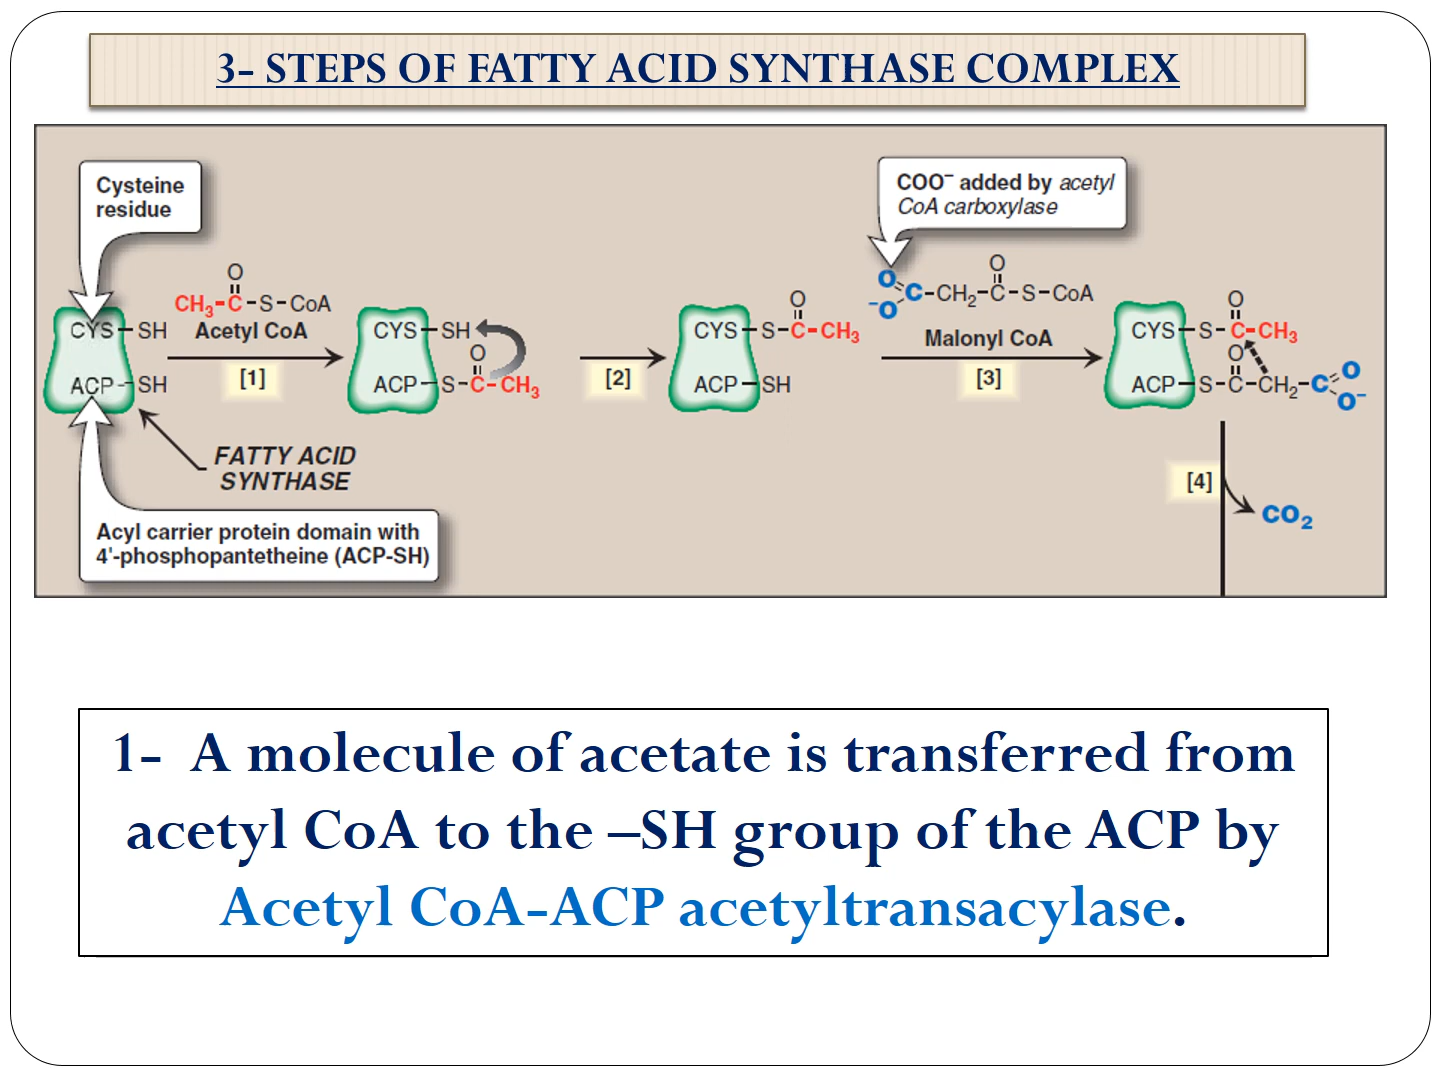 3- STEPS OF FATTY ACID SYNTHASE COMPLEX
Cysteine
residue
COO⁻ added by acetyl
CoA carboxylase
O
CH₃-C-S-CoA
Acetyl CoA
[1]
CYS SH
ACP SH
CYS SH
O
ACP S-C-CH₃
[2]
O
CYS S-C-CH₃
ACP SH
O O
⁻O C-CH₂-C-S-CoA
Malonyl CoA
[3]
O
CYS S-C-CH₃
O
ACP S-C-CH₂-C O
O⁻
[4]
CO₂
FATTY ACID
SYNTHASE
Acyl carrier protein domain with
4'-phosphopantetheine (ACP-SH)
1- A molecule of acetate is transferred from
acetyl CoA to the –SH group of the ACP by
Acetyl CoA-ACP acetyltransacylase.